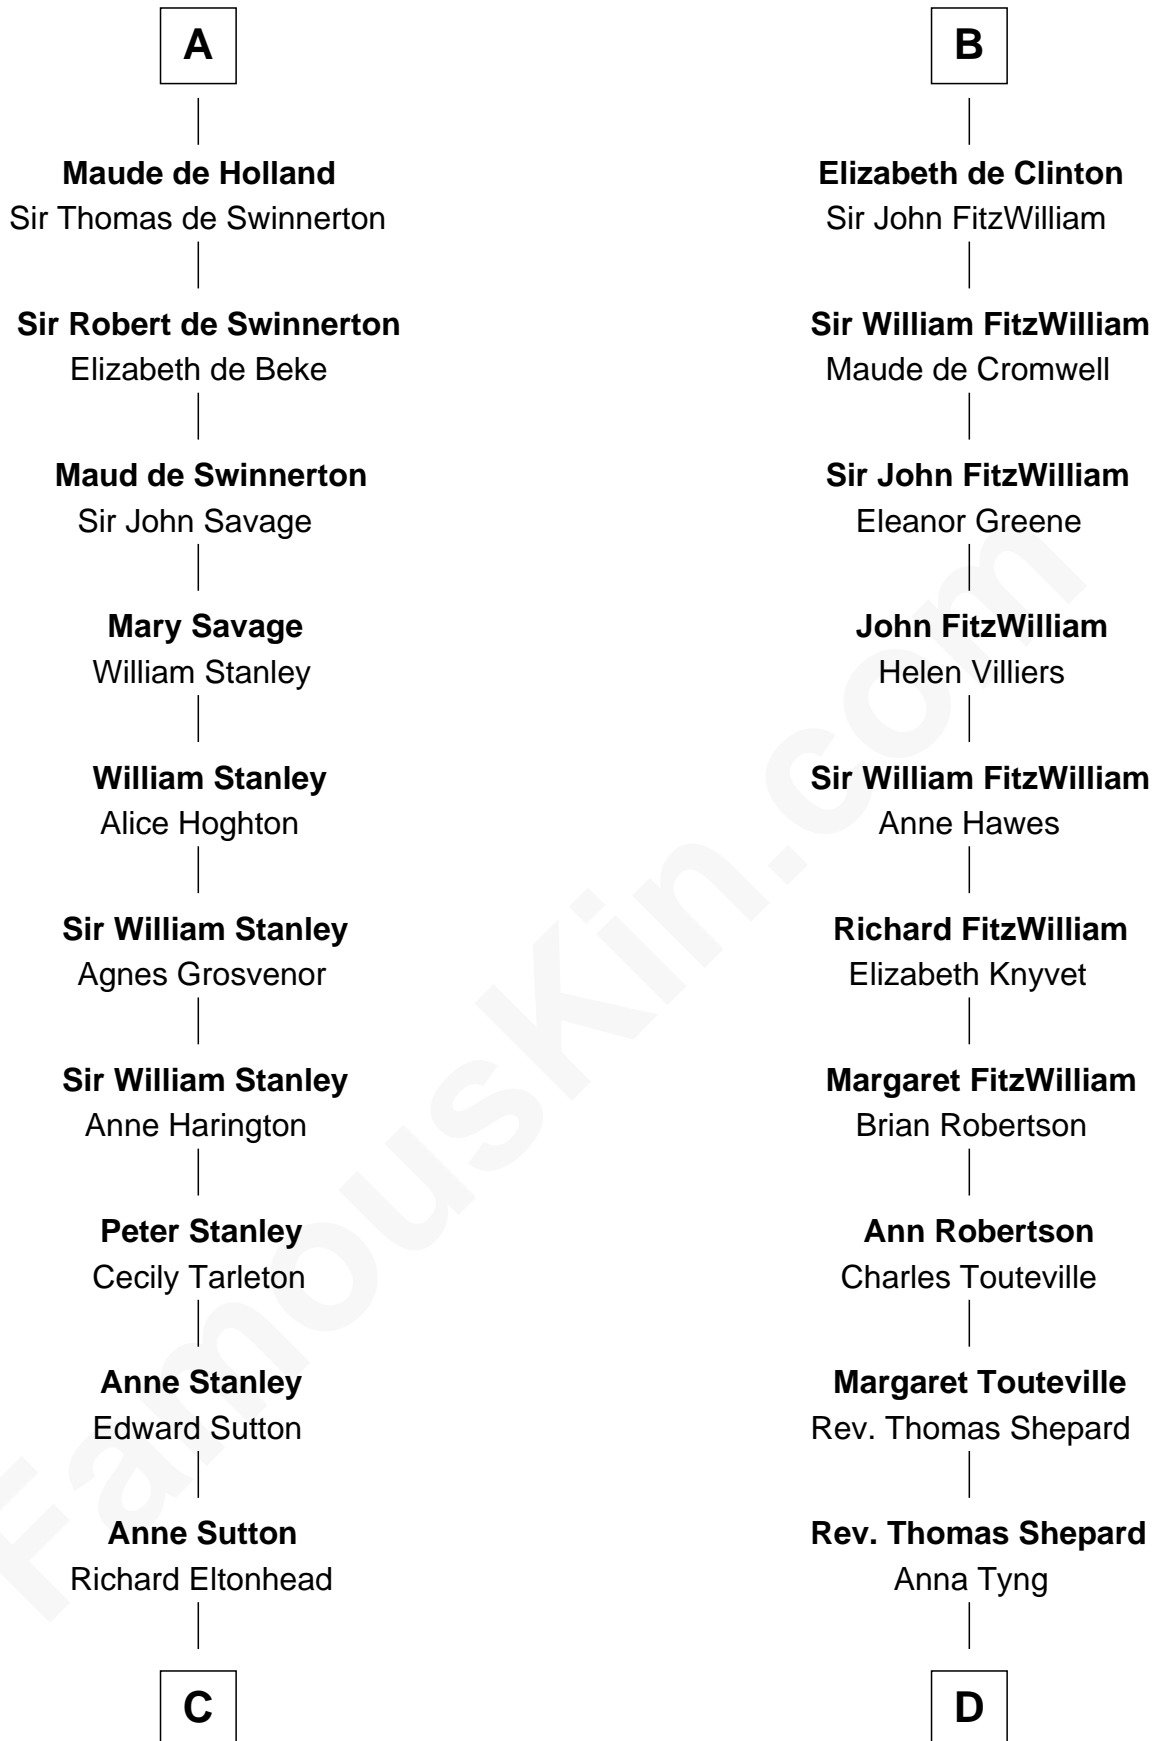 A
Maude de Holland
Sir Thomas de Swinnerton
Sir Robert de Swinnerton
Elizabeth de Beke
Maud de Swinnerton
Sir John Savage
Mary Savage
William Stanley
William Stanley
Alice Hoghton
Sir William Stanley
Agnes Grosvenor
Sir William Stanley
Anne Harington
Peter Stanley
Cecily Tarleton
Anne Stanley
Edward Sutton
Anne Sutton
Richard Eltonhead
C
B
Elizabeth de Clinton
Sir John FitzWilliam
Sir William FitzWilliam
Maude de Cromwell
Sir John FitzWilliam
Eleanor Greene
John FitzWilliam
Helen Villiers
Sir William FitzWilliam
Anne Hawes
Richard FitzWilliam
Elizabeth Knyvet
Margaret FitzWilliam
Brian Robertson
Ann Robertson
Charles Touteville
Margaret Touteville
Rev. Thomas Shepard
Rev. Thomas Shepard
Anna Tyng
D
FamousKin.com